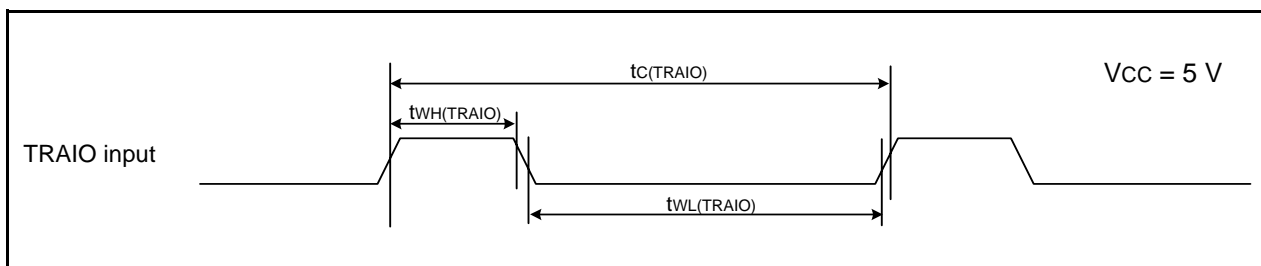 tC(TRAIO)
VCC = 5 V
tWH(TRAIO)
TRAIO input
tWL(TRAIO)